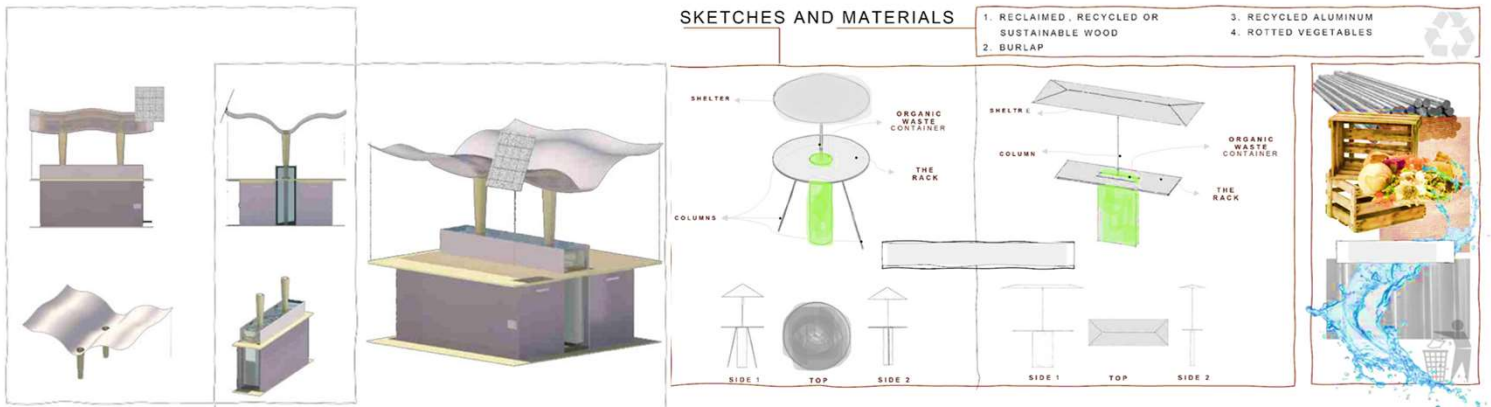 SKETCHES AND MATERIALS
1. RECLAIMED, RECYCLED OR
SUSTAINABLE WOOD
2. BURLAP
3. RECYCLED ALUMINUM
4. ROTTED VEGETABLES
SHELTER
ORGANIC
WASTE
CONTAINER
THE
RACK
COLUMNS
SHELTRE
COLUMN
ORGANIC
WASTE
CONTAINER
THE
RACK
SIDE 1
TOP
SIDE 2
SIDE 1
TOP
SIDE 2